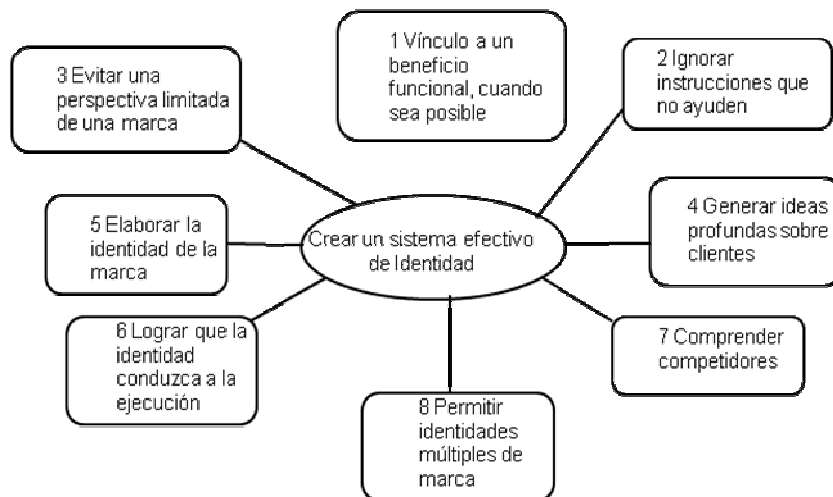 1 Vínculo a un
beneficio
funcional, cuando
sea posible
2 Ignorar
instrucciones que
no ayuden
3 Evitar una
perspectiva limitada
de una marca
4 Generar ideas
profundas sobre
clientes
5 Elaborar la
identidad de la
marca
Crear un sistema efectivo
de Identidad
6 Lograr que la
identidad
conduzca a la
ejecución
7 Comprender
competidores
8 Permitir
identidades
múltiples de
marca